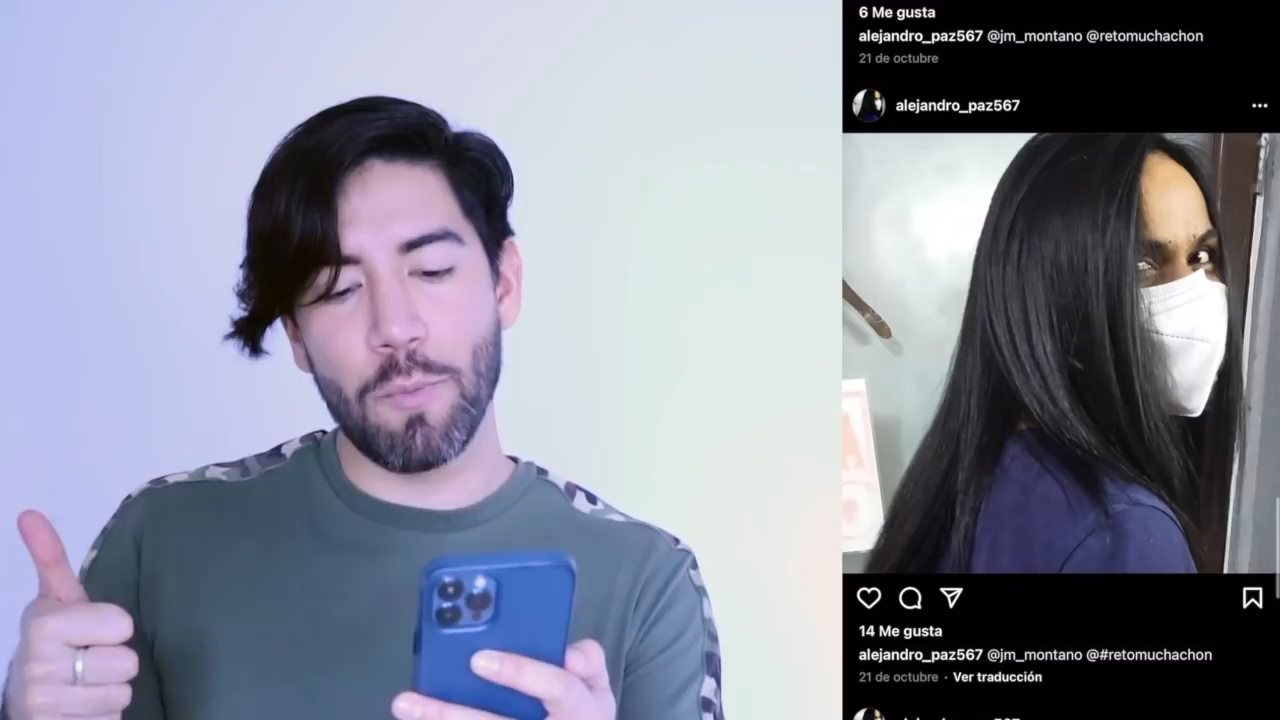 6 Me gusta
alejandro_paz567 @jm_montano @retomuchachon
21 de octubre
alejandro_paz567
14 Me gusta
alejandro_paz567 @jm_montano @#retomuchachon
21 de octubre · Ver traducción